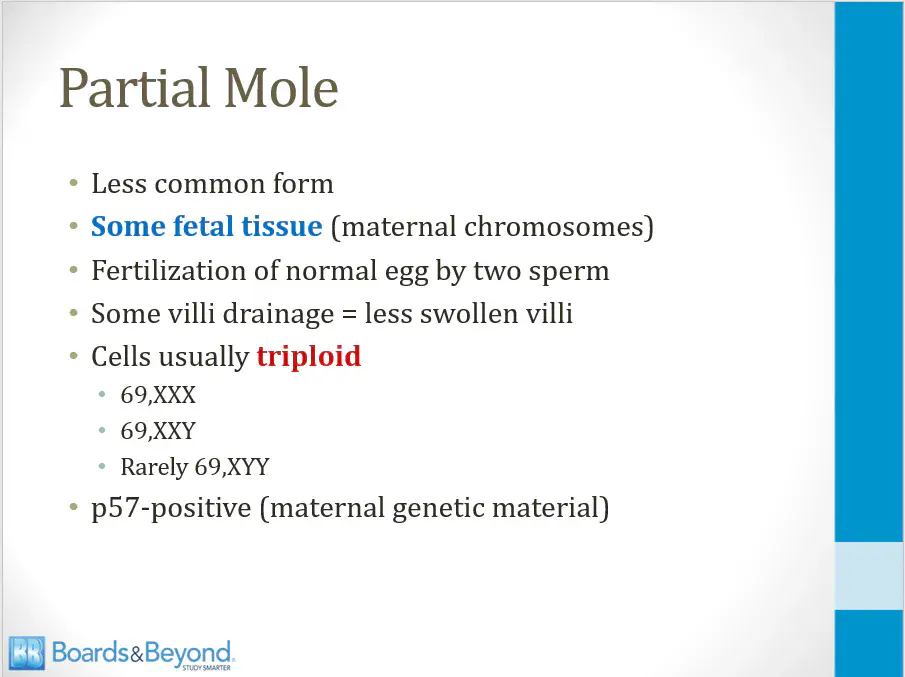 Partial Mole
• Less common form
• Some fetal tissue (maternal chromosomes)
• Fertilization of normal egg by two sperm
• Some villi drainage = less swollen villi
• Cells usually triploid
• 69,XXX
• 69,XXY
• Rarely 69,XYY
• p57-positive (maternal genetic material)
BB Boards&Beyond.
STUDY SMARTER